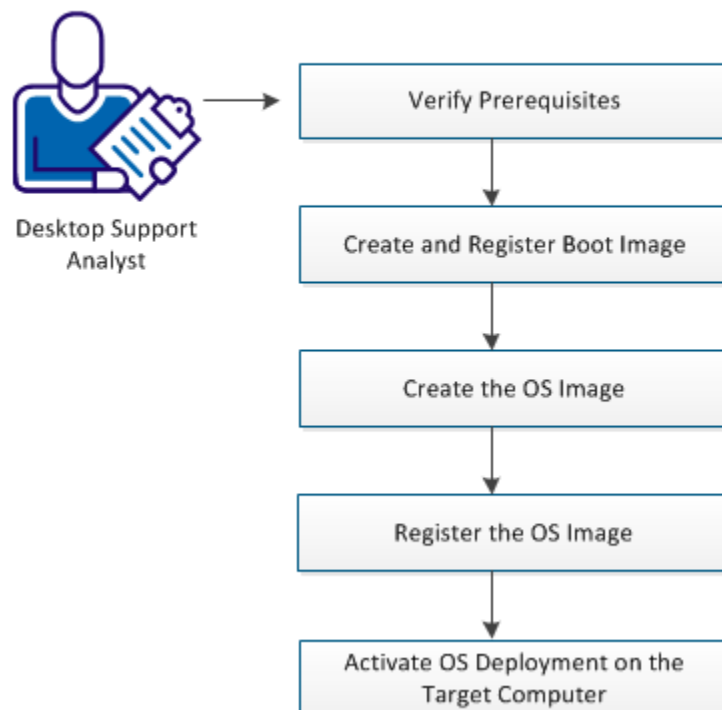 Verify Prerequisites
Desktop Support
Analyst
Create and Register Boot Image
Create the OS Image
Register the OS Image
Activate OS Deployment on the
Target Computer